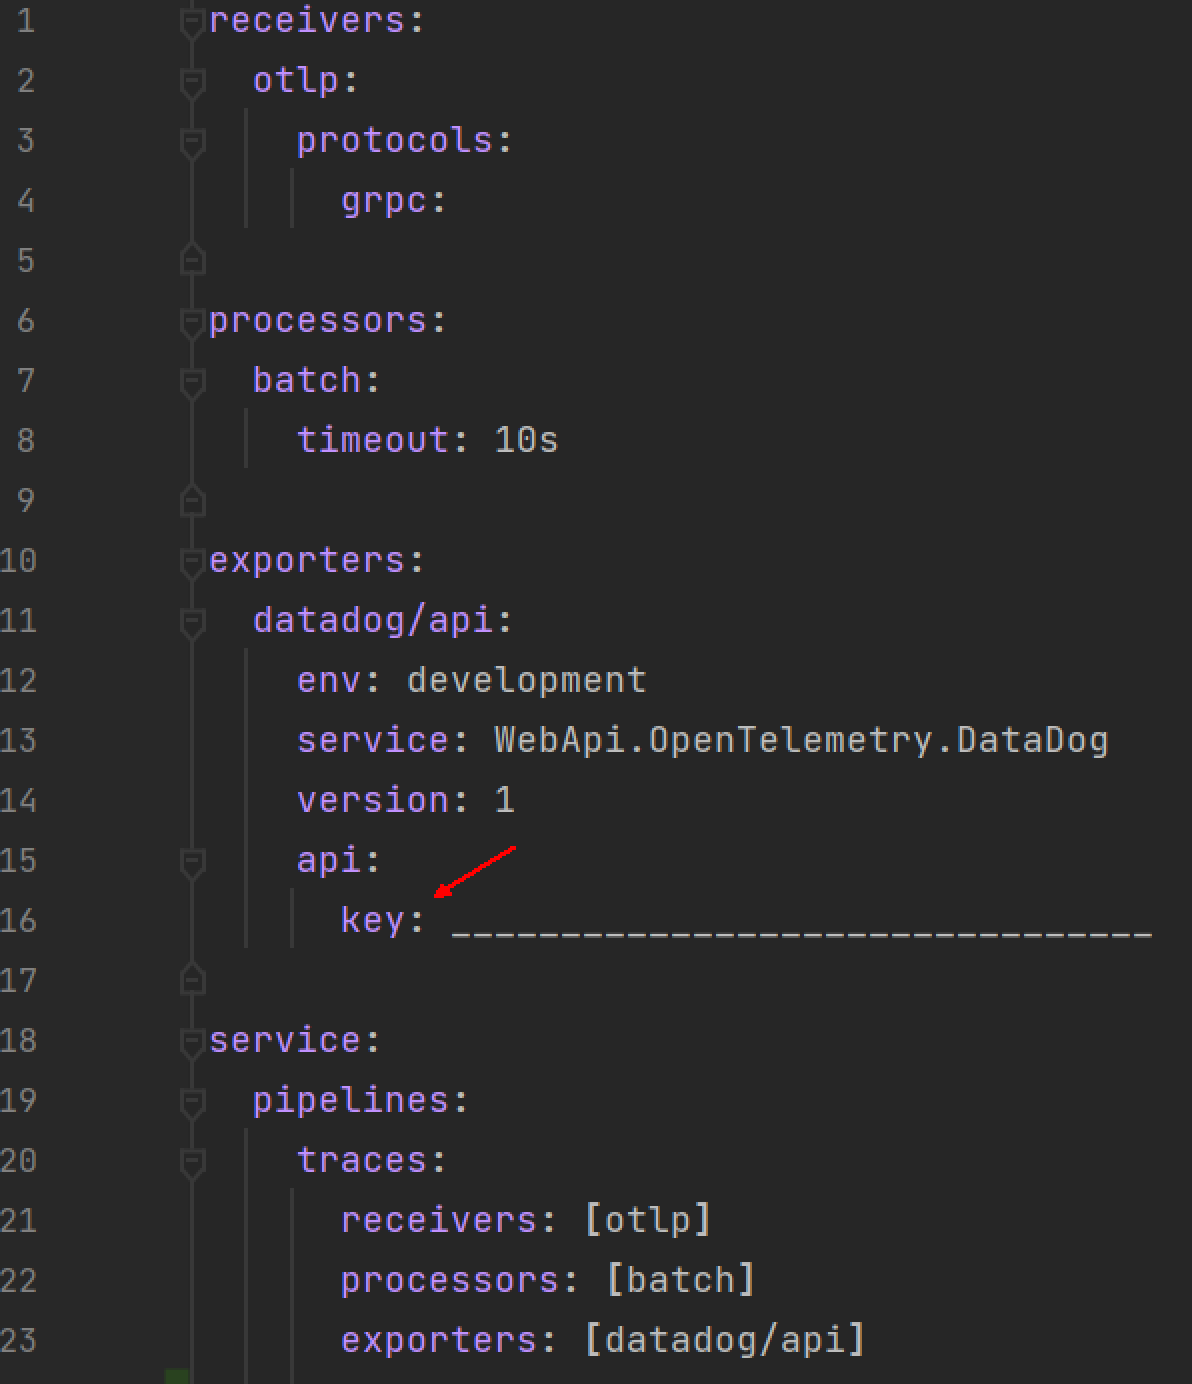 1 receivers:
2   otlp:
3     protocols:
4       grpc:
5
6 processors:
7   batch:
8     timeout: 10s
9
10 exporters:
11   datadog/api:
12     env: development
13     service: WebApi.OpenTelemetry.DataDog
14     version: 1
15     api:
16       key: ________________________________
17
18 service:
19   pipelines:
20     traces:
21       receivers: [otlp]
22       processors: [batch]
23       exporters: [datadog/api]